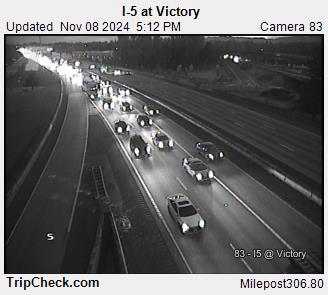 I-5 at Victory
Updated Nov 08 2024 5:12 PM Camera 83
S
83 - I5 @ Victory
TripCheck.com Milepost306.80